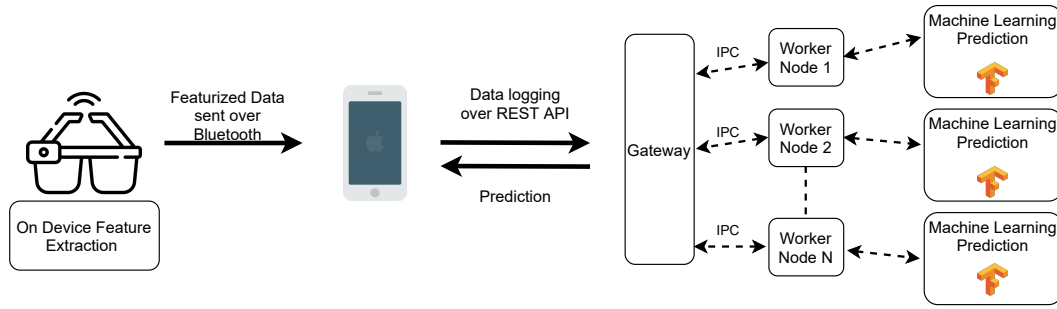 Featurized Data
sent over
Bluetooth
On Device Feature
Extraction
Data logging
over REST API
Prediction
Gateway
IPC
Worker
Node 1
Machine Learning
Prediction
IPC
Worker
Node 2
Machine Learning
Prediction
IPC
Worker
Node N
Machine Learning
Prediction